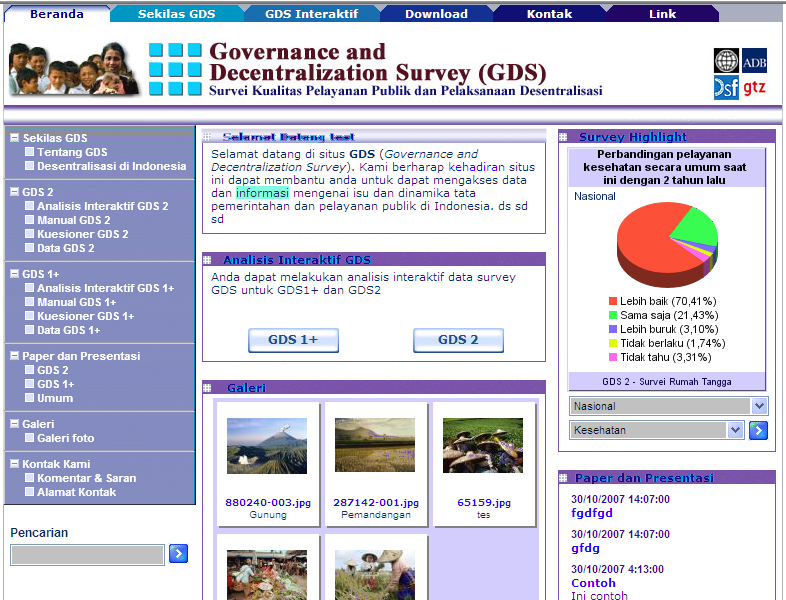 Beranda
Sekilas GDS
GDS Interaktif
Download
Kontak
Link
Governance and
Decentralization Survey (GDS)
Survei Kualitas Pelayanan Publik dan Pelaksanaan Desentralisasi
ADB
Dsf gtz
Sekilas GDS
Tentang GDS
Desentralisasi di Indonesia
GDS 2
Analisis Interaktif GDS 2
Manual GDS 2
Kuesioner GDS 2
Data GDS 2
GDS 1+
Analisis Interaktif GDS 1+
Manual GDS 1+
Kuesioner GDS 1+
Data GDS 1+
Paper dan Presentasi
GDS 2
GDS 1+
Umum
Galeri
Galeri foto
Kontak Kami
Komentar & Saran
Alamat Kontak
Pencarian
Selamat Datang test
Selamat datang di situs GDS (Governance and
Decentralization Survey). Kami berharap kehadiran situs
ini dapat membantu anda untuk dapat mengakses data
dan informasi mengenai isu dan dinamika tata
pemerintahan dan pelayanan publik di Indonesia. ds sd
sd
Analisis Interaktif GDS
Anda dapat melakukan analisis interaktif data survey
GDS untuk GDS1+ dan GDS2
GDS 1+
GDS 2
Galeri
880240-003.jpg
Gunung
287142-001.jpg
Pemandangan
65159.jpg
tes
Survey Highlight
Perbandingan pelayanan
kesehatan secara umum saat
ini dengan 2 tahun lalu
Nasional
Lebih baik (70,41%)
Sama saja (21,43%)
Lebih buruk (3,10%)
Tidak berlaku (1,74%)
Tidak tahu (3,31%)
GDS 2 - Survei Rumah Tangga
Nasional
Kesehatan
Paper dan Presentasi
30/10/2007 14:07:00
fgdfgd
30/10/2007 14:07:00
gfdg
30/10/2007 4:13:00
Contoh
Ini contoh